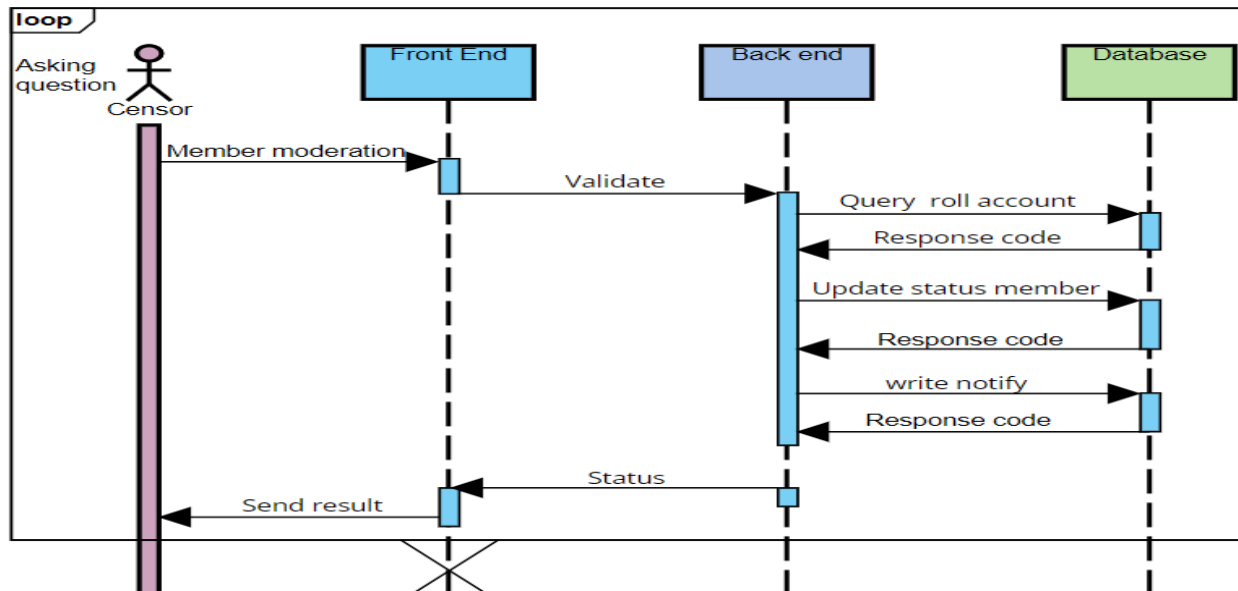 loop
Front End
Back end
Database
Asking
question
Censor
Member moderation
Validate
Query roll account
Response code
Update status member
Response code
write notify
Response code
Status
Send result